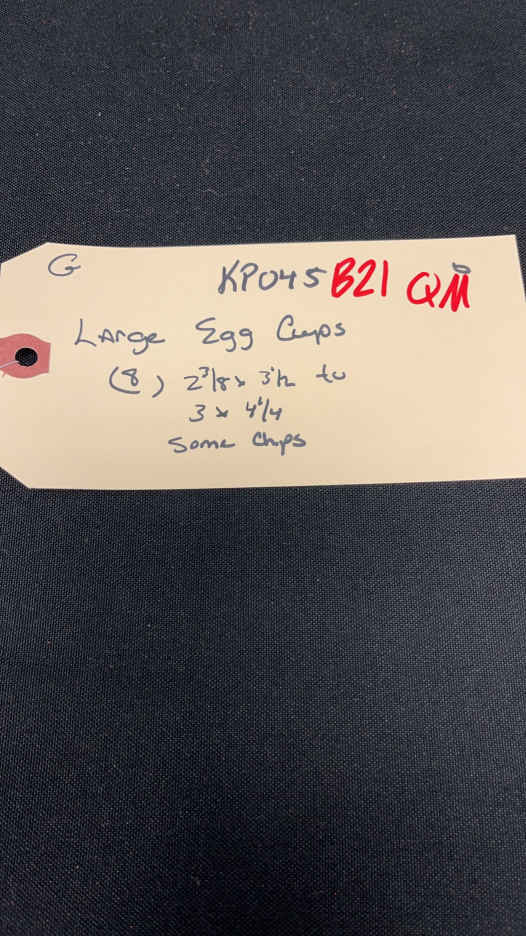 G KP045 B21 QM
Large Egg Cups
(8) 2 3/8 x 3 1/2 to
3 x 4 1/4
Some Chips